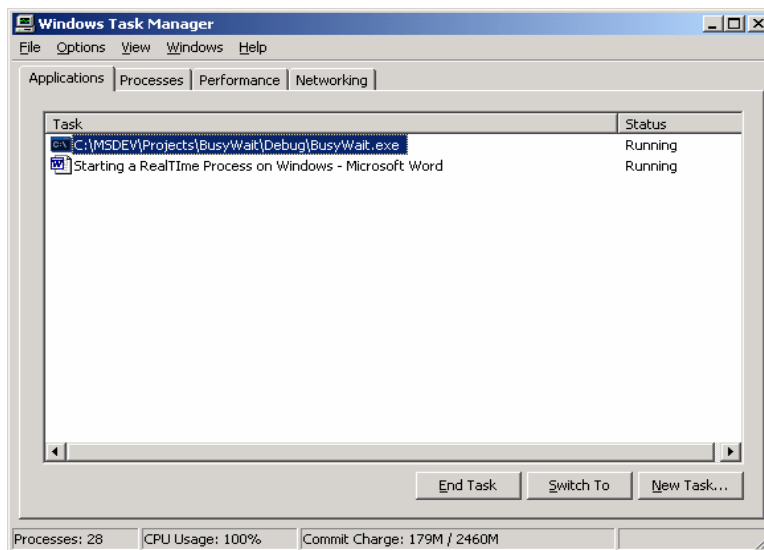 Windows Task Manager
File Options View Windows Help
Applications Processes Performance Networking
Task Status
C:\MSDEV\Projects\BusyWait\Debug\BusyWait.exe Running
Starting a RealTIme Process on Windows - Microsoft Word Running
End Task Switch To New Task...
Processes: 28 CPU Usage: 100% Commit Charge: 179M / 2460M